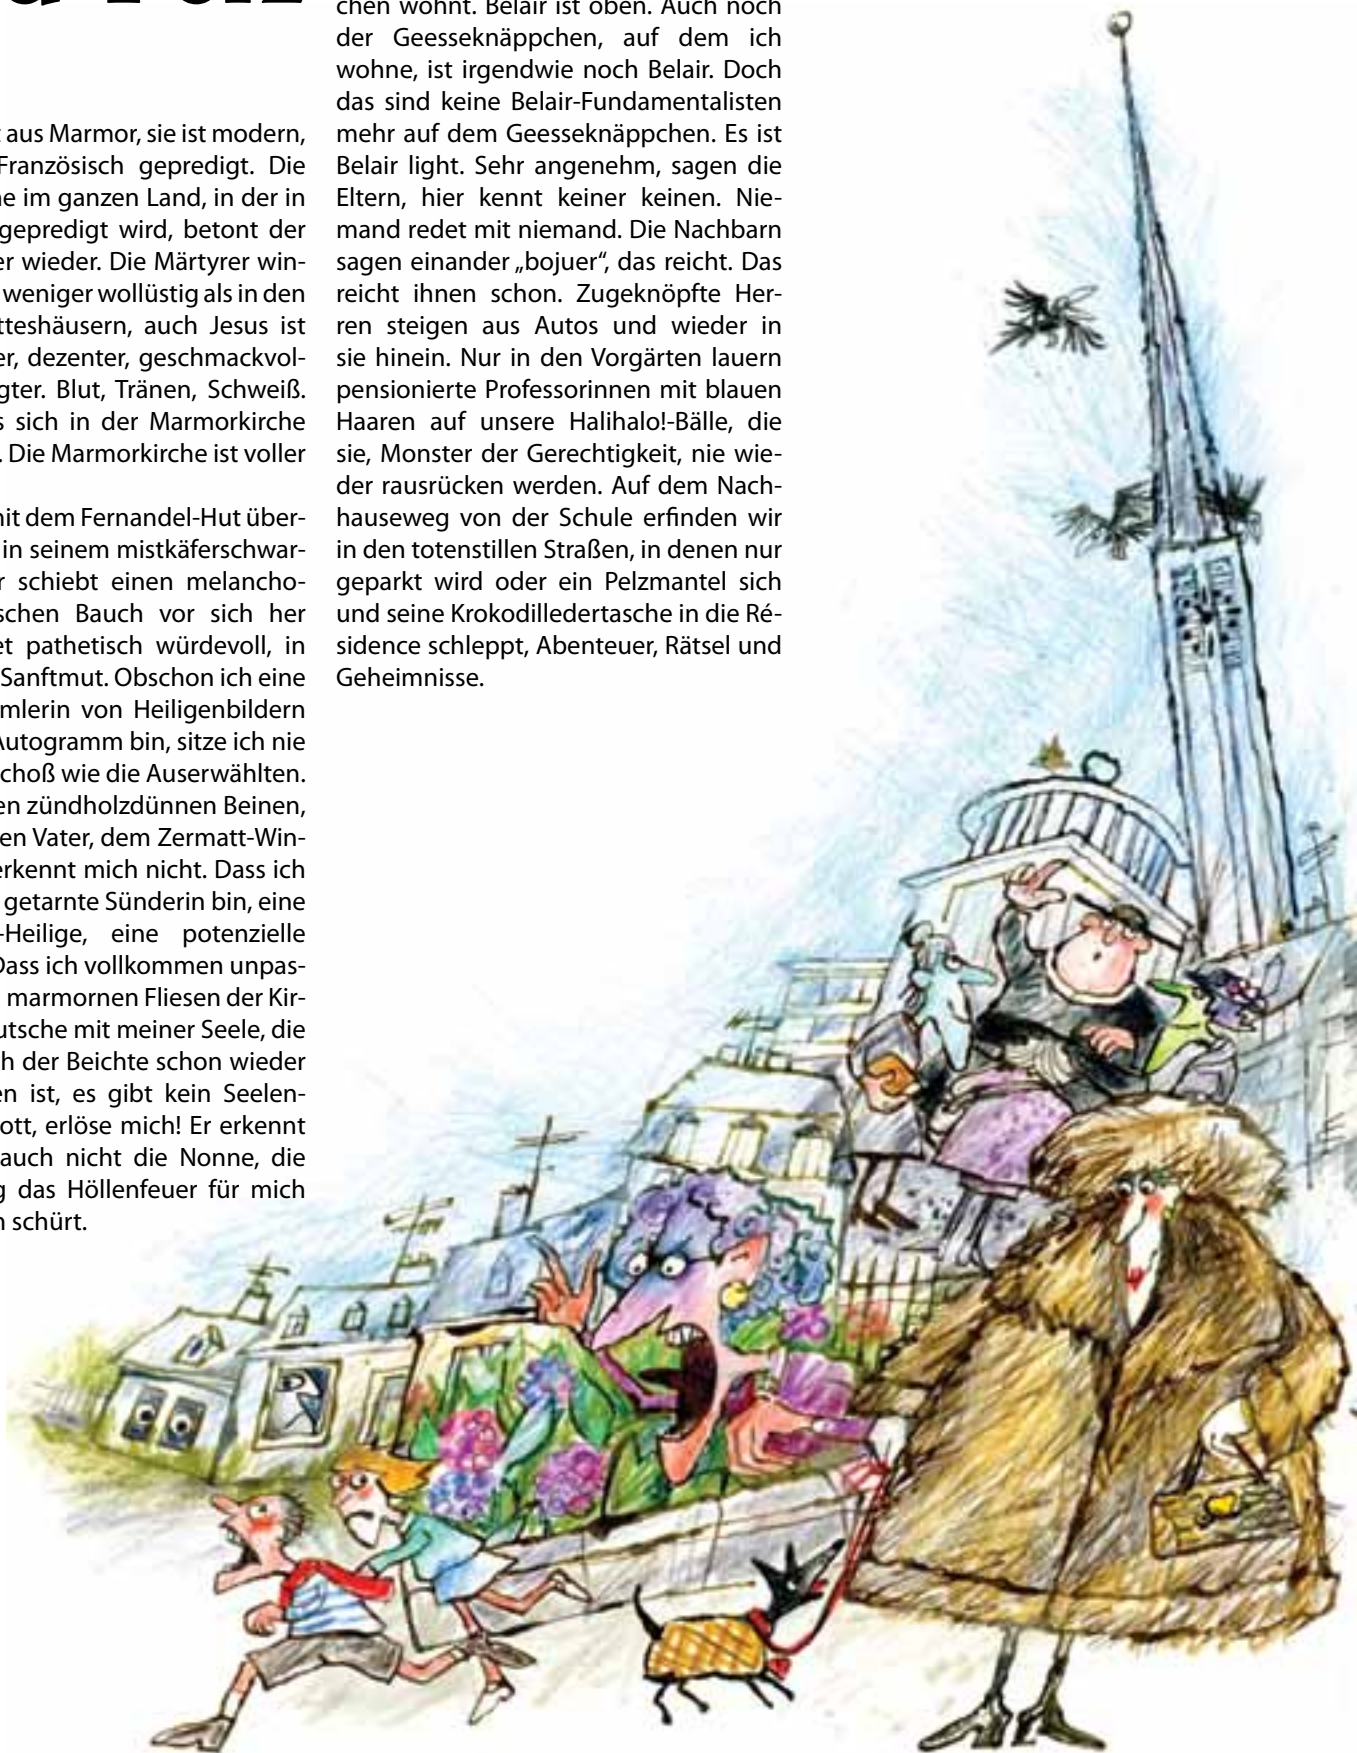 t aus Marmor, sie ist modern,
Französisch gepredigt. Die
ne im ganzen Land, in der in
gepredigt wird, betont der
er wieder. Die Märtyrer win-
weniger wollüstig als in den
tteshäusern, auch Jesus ist
er, dezenter, geschmackvol-
gter. Blut, Tränen, Schweiß.
s sich in der Marmorkirche
. Die Marmorkirche ist voller
mit dem Fernandel-Hut über-
in seinem mistkäferschwar-
r schiebt einen melancho-
schen Bauch vor sich her
et pathetisch würdevoll, in
Sanftmut. Obschon ich eine
mlerin von Heiligenbildern
Autogramm bin, sitze ich nie
choß wie die Auserwählten.
en zündholzdünnen Beinen,
en Vater, dem Zermatt-Win-
erkennt mich nicht. Dass ich
getarnte Sünderin bin, eine
-Heilige, eine potenzielle
Dass ich vollkommen unpas-
marmornen Fliesen der Kir-
utsche mit meiner Seele, die
ch der Beichte schon wieder
en ist, es gibt kein Seelen-
ott, erlöse mich! Er erkennt
auch nicht die Nonne, die
g das Höllenfeuer für mich
n schürt.
chen wohnt. Belair ist oben. Auch noch
der Geesseknäppchen, auf dem ich
wohne, ist irgendwie noch Belair. Doch
das sind keine Belair-Fundamentalisten
mehr auf dem Geesseknäppchen. Es ist
Belair light. Sehr angenehm, sagen die
Eltern, hier kennt keiner keinen. Nie-
mand redet mit niemand. Die Nachbarn
sagen einander „bojuer“, das reicht. Das
reicht ihnen schon. Zugeknöpfte Her-
ren steigen aus Autos und wieder in
sie hinein. Nur in den Vorgärten lauern
pensionierte Professorinnen mit blauen
Haaren auf unsere Halihalo!-Bälle, die
sie, Monster der Gerechtigkeit, nie wie-
der rausrücken werden. Auf dem Nach-
hauseweg von der Schule erfinden wir
in den totenstillen Straßen, in denen nur
geparkt wird oder ein Pelzmantel sich
und seine Krokodilledertasche in die Ré-
sidence schleppt, Abenteuer, Rätsel und
Geheimnisse.